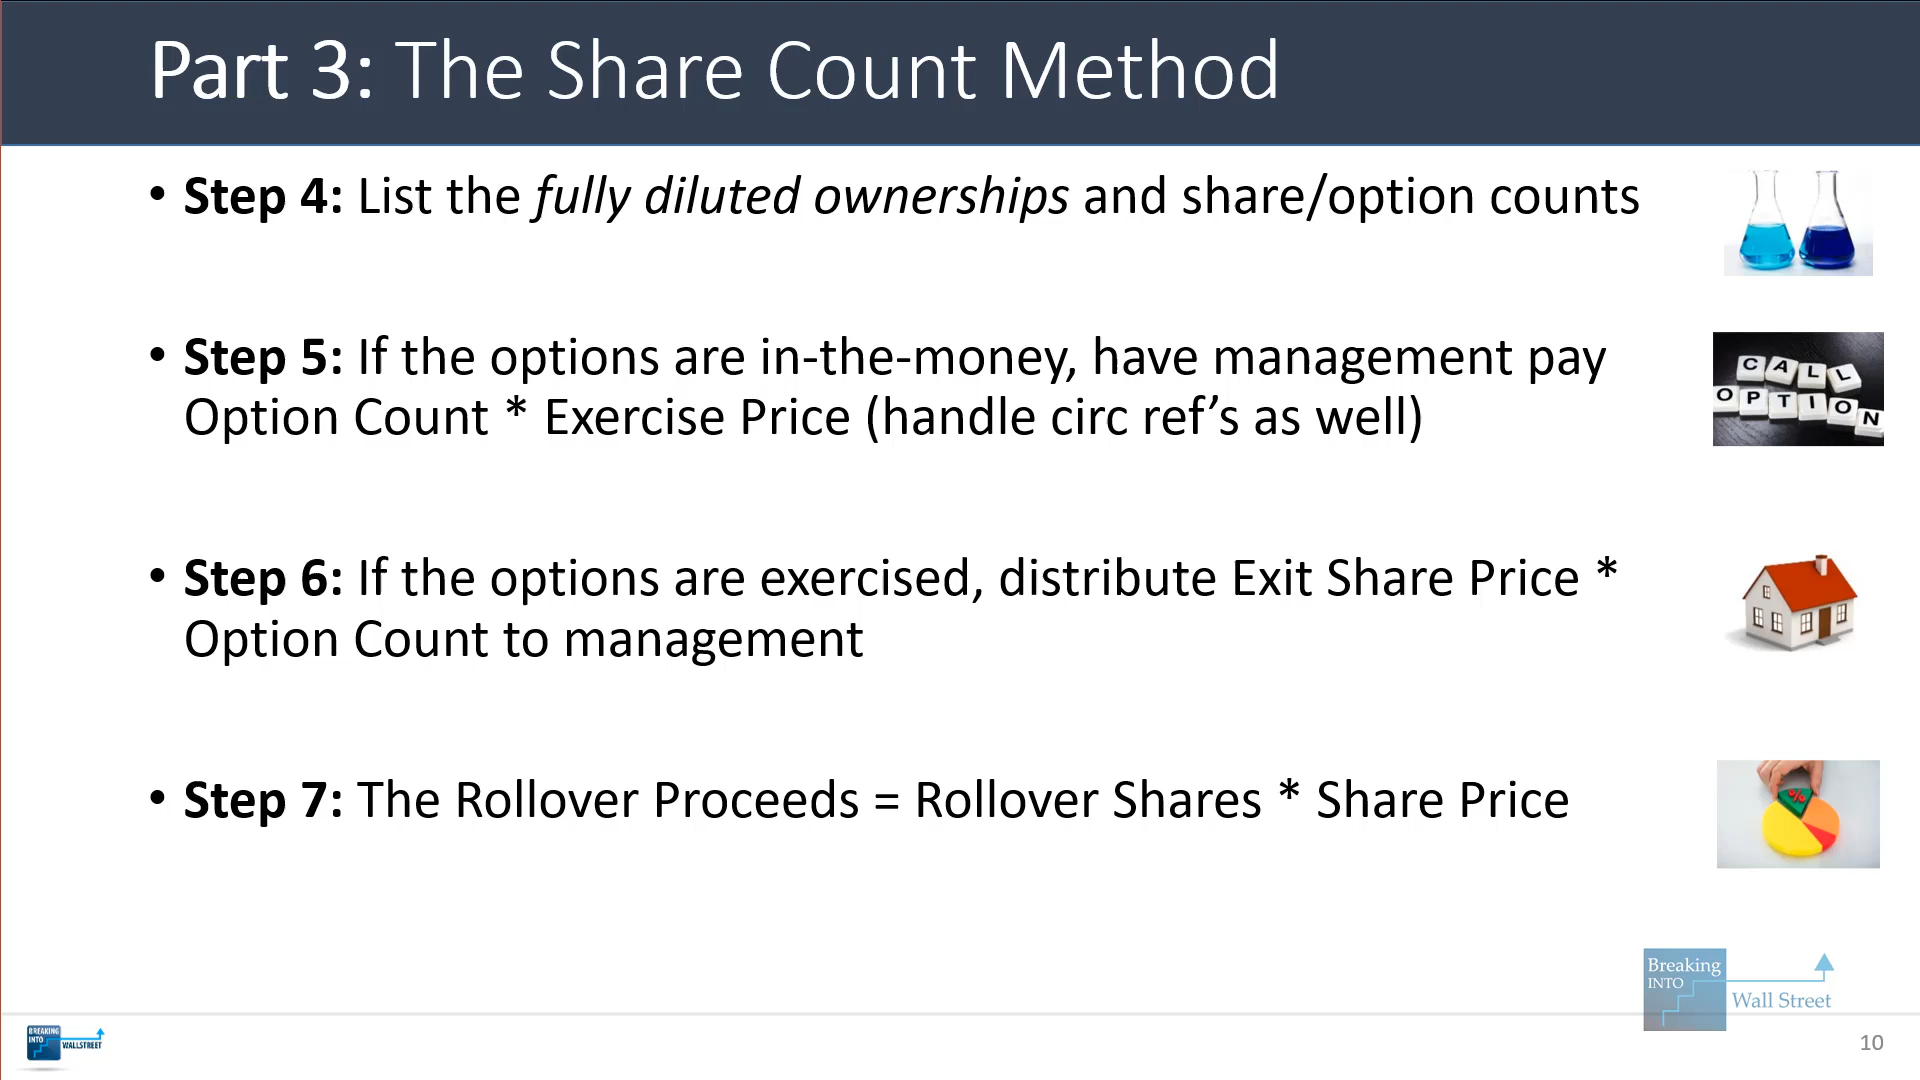 Part 3: The Share Count Method
• Step 4: List the fully diluted ownerships and share/option counts
• Step 5: If the options are in-the-money, have management pay
Option Count * Exercise Price (handle circ ref’s as well)
CALL
OPTION
• Step 6: If the options are exercised, distribute Exit Share Price *
Option Count to management
• Step 7: The Rollover Proceeds = Rollover Shares * Share Price
%
Breaking
INTO
Wall Street
BREAKING
INTO
WALLSTREET
10